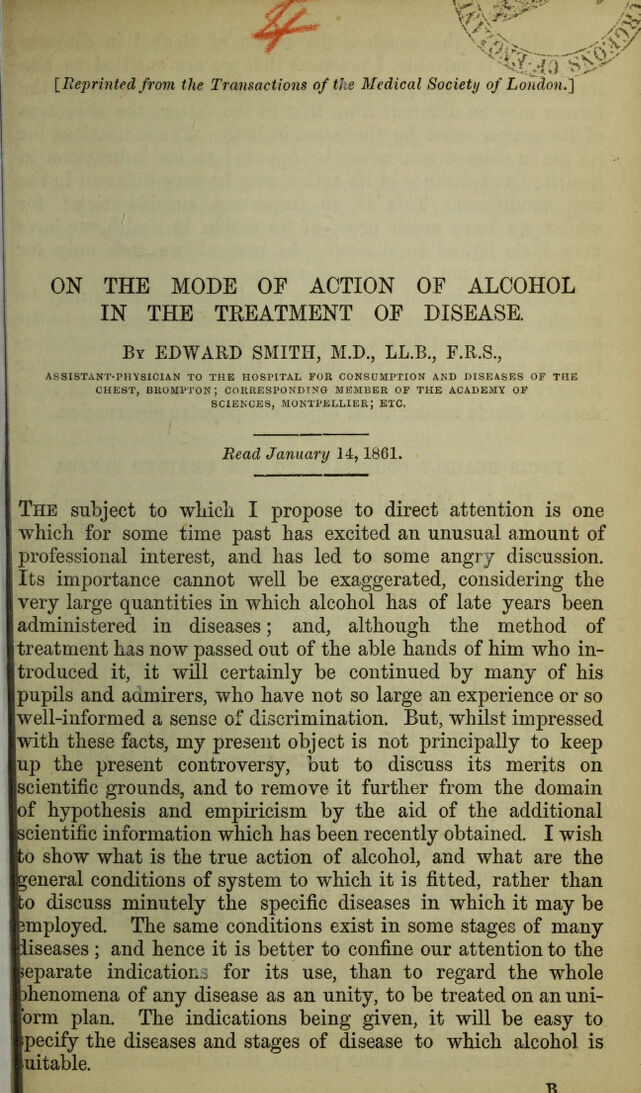 4
RGEONS OF ENGLAND
[Reprinted from the Transactions of the Medical Society of London.]
ON THE MODE OF ACTION OF ALCOHOL
IN THE TREATMENT OF DISEASE.
By EDWARD SMITH, M.D., LL.B., F.R.S.,
ASSISTANT-PHYSICIAN TO THE HOSPITAL FOR CONSUMPTION AND DISEASES OF THE
CHEST, BROMPTON; CORRESPONDING MEMBER OF THE ACADEMY OF
SCIENCES, MONTPELLIER; ETC.
Read January 14, 1861.
THE subject to which I propose to direct attention is one
which for some time past has excited an unusual amount of
professional interest, and has led to some angry discussion.
Its importance cannot well be exaggerated, considering the
very large quantities in which alcohol has of late years been
administered in diseases; and, although the method of
treatment has now passed out of the able hands of him who in-
troduced it, it will certainly be continued by many of his
pupils and admirers, who have not so large an experience or so
well-informed a sense of discrimination. But, whilst impressed
with these facts, my present object is not principally to keep
up the present controversy, but to discuss its merits on
scientific grounds, and to remove it further from the domain
of hypothesis and empiricism by the aid of the additional
scientific information which has been recently obtained. I wish
to show what is the true action of alcohol, and what are the
general conditions of system to which it is fitted, rather than
to discuss minutely the specific diseases in which it may be
employed. The same conditions exist in some stages of many
diseases; and hence it is better to confine our attention to the
separate indications for its use, than to regard the whole
phenomena of any disease as an unity, to be treated on an uni-
form plan. The indications being given, it will be easy to
specify the diseases and stages of disease to which alcohol is
suitable.
B